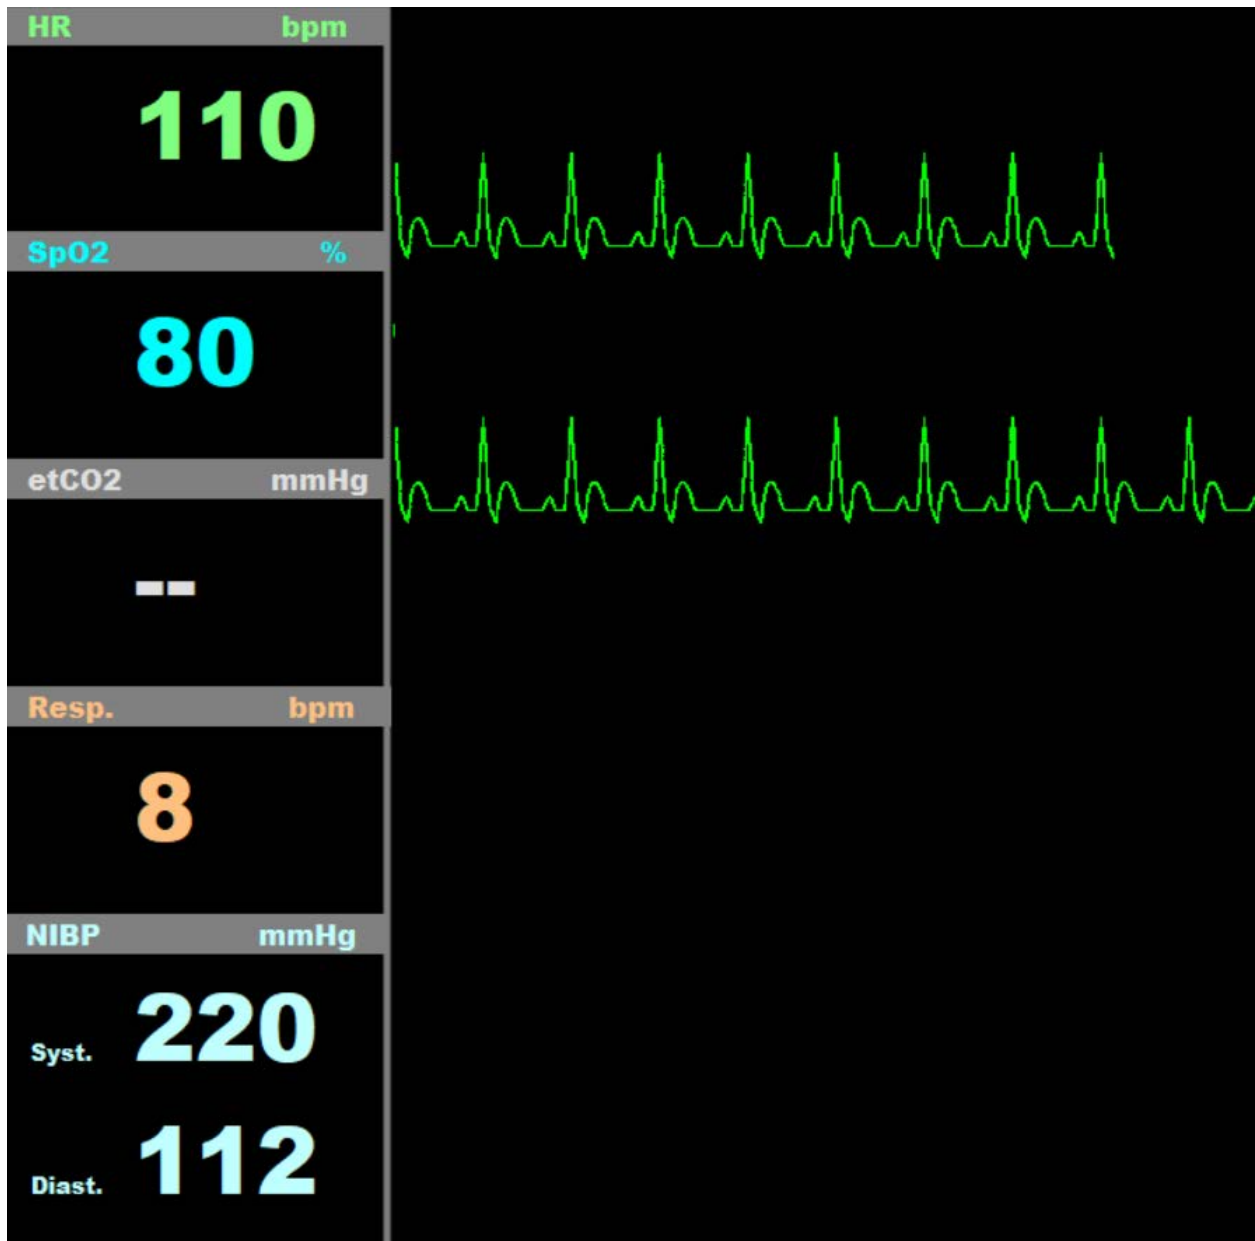 HR bpm
110
SpO2 %
80
etCO2 mmHg
--
Resp. bpm
8
NIBP mmHg
Syst. 220
Diast. 112